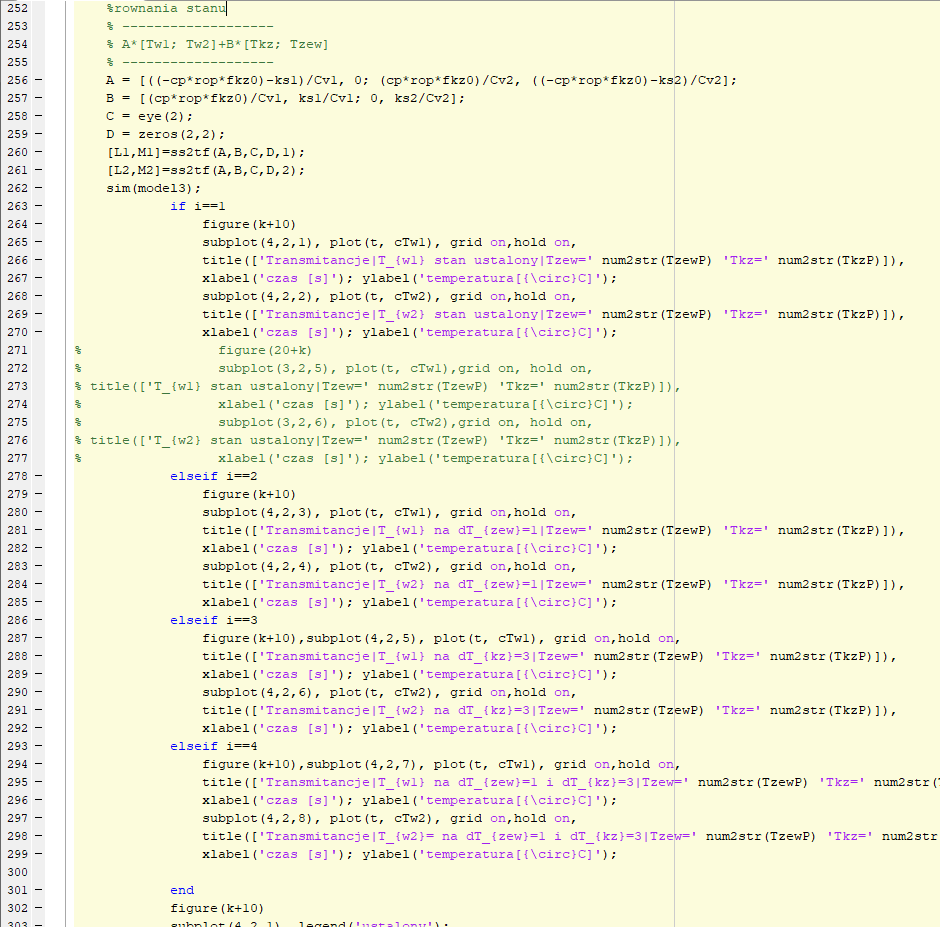 252 %rownania stanu
253 % -------------------
254 % A*[Tw1; Tw2]+B*[Tkz; Tzew]
255 % -------------------
256 – A = [((-cp*rop*fkz0)-ks1)/Cv1, 0; (cp*rop*fkz0)/Cv2, ((-cp*rop*fkz0)-ks2)/Cv2];
257 – B = [(cp*rop*fkz0)/Cv1, ks1/Cv1; 0, ks2/Cv2];
258 – C = eye(2);
259 – D = zeros(2,2);
260 – [L1,M1]=ss2tf(A,B,C,D,1);
261 – [L2,M2]=ss2tf(A,B,C,D,2);
262 – sim(model3);
263 – if i==1
264 – figure(k+10)
265 – subplot(4,2,1), plot(t, cTw1), grid on,hold on,
266 – title(['Transmitancje|T_{w1} stan ustalony|Tzew=' num2str(TzewP) 'Tkz=' num2str(TkzP)]),
267 – xlabel('czas [s]'); ylabel('temperatura[{\circ}C]');
268 – subplot(4,2,2), plot(t, cTw2), grid on,hold on,
269 – title(['Transmitancje|T_{w2} stan ustalony|Tzew=' num2str(TzewP) 'Tkz=' num2str(TkzP)]),
270 – xlabel('czas [s]'); ylabel('temperatura[{\circ}C]');
271 % figure(20+k)
272 % subplot(3,2,5), plot(t, cTw1),grid on, hold on,
273 % title(['T_{w1} stan ustalony|Tzew=' num2str(TzewP) 'Tkz=' num2str(TkzP)]),
274 % xlabel('czas [s]'); ylabel('temperatura[{\circ}C]');
275 % subplot(3,2,6), plot(t, cTw2),grid on, hold on,
276 % title(['T_{w2} stan ustalony|Tzew=' num2str(TzewP) 'Tkz=' num2str(TkzP)]),
277 % xlabel('czas [s]'); ylabel('temperatura[{\circ}C]');
278 – elseif i==2
279 – figure(k+10)
280 – subplot(4,2,3), plot(t, cTw1), grid on,hold on,
281 – title(['Transmitancje|T_{w1} na dT_{zew}=1|Tzew=' num2str(TzewP) 'Tkz=' num2str(TkzP)]),
282 – xlabel('czas [s]'); ylabel('temperatura[{\circ}C]');
283 – subplot(4,2,4), plot(t, cTw2), grid on,hold on,
284 – title(['Transmitancje|T_{w2} na dT_{zew}=1|Tzew=' num2str(TzewP) 'Tkz=' num2str(TkzP)]),
285 – xlabel('czas [s]'); ylabel('temperatura[{\circ}C]');
286 – elseif i==3
287 – figure(k+10),subplot(4,2,5), plot(t, cTw1), grid on,hold on,
288 – title(['Transmitancje|T_{w1} na dT_{kz}=3|Tzew=' num2str(TzewP) 'Tkz=' num2str(TkzP)]),
289 – xlabel('czas [s]'); ylabel('temperatura[{\circ}C]');
290 – subplot(4,2,6), plot(t, cTw2), grid on,hold on,
291 – title(['Transmitancje|T_{w2} na dT_{kz}=3|Tzew=' num2str(TzewP) 'Tkz=' num2str(TkzP)]),
292 – xlabel('czas [s]'); ylabel('temperatura[{\circ}C]');
293 – elseif i==4
294 – figure(k+10),subplot(4,2,7), plot(t, cTw1), grid on,hold on,
295 – title(['Transmitancje|T_{w1} na dT_{zew}=1 i dT_{kz}=3|Tzew=' num2str(TzewP) 'Tkz=' num2str(
296 – xlabel('czas [s]'); ylabel('temperatura[{\circ}C]');
297 – subplot(4,2,8), plot(t, cTw2), grid on,hold on,
298 – title(['Transmitancje|T_{w2}= na dT_{zew}=1 i dT_{kz}=3|Tzew=' num2str(TzewP) 'Tkz=' num2str
299 – xlabel('czas [s]'); ylabel('temperatura[{\circ}C]');
300
301 – end
302 – figure(k+10)
303 – subplot(4,2,1), legend('ustalony');